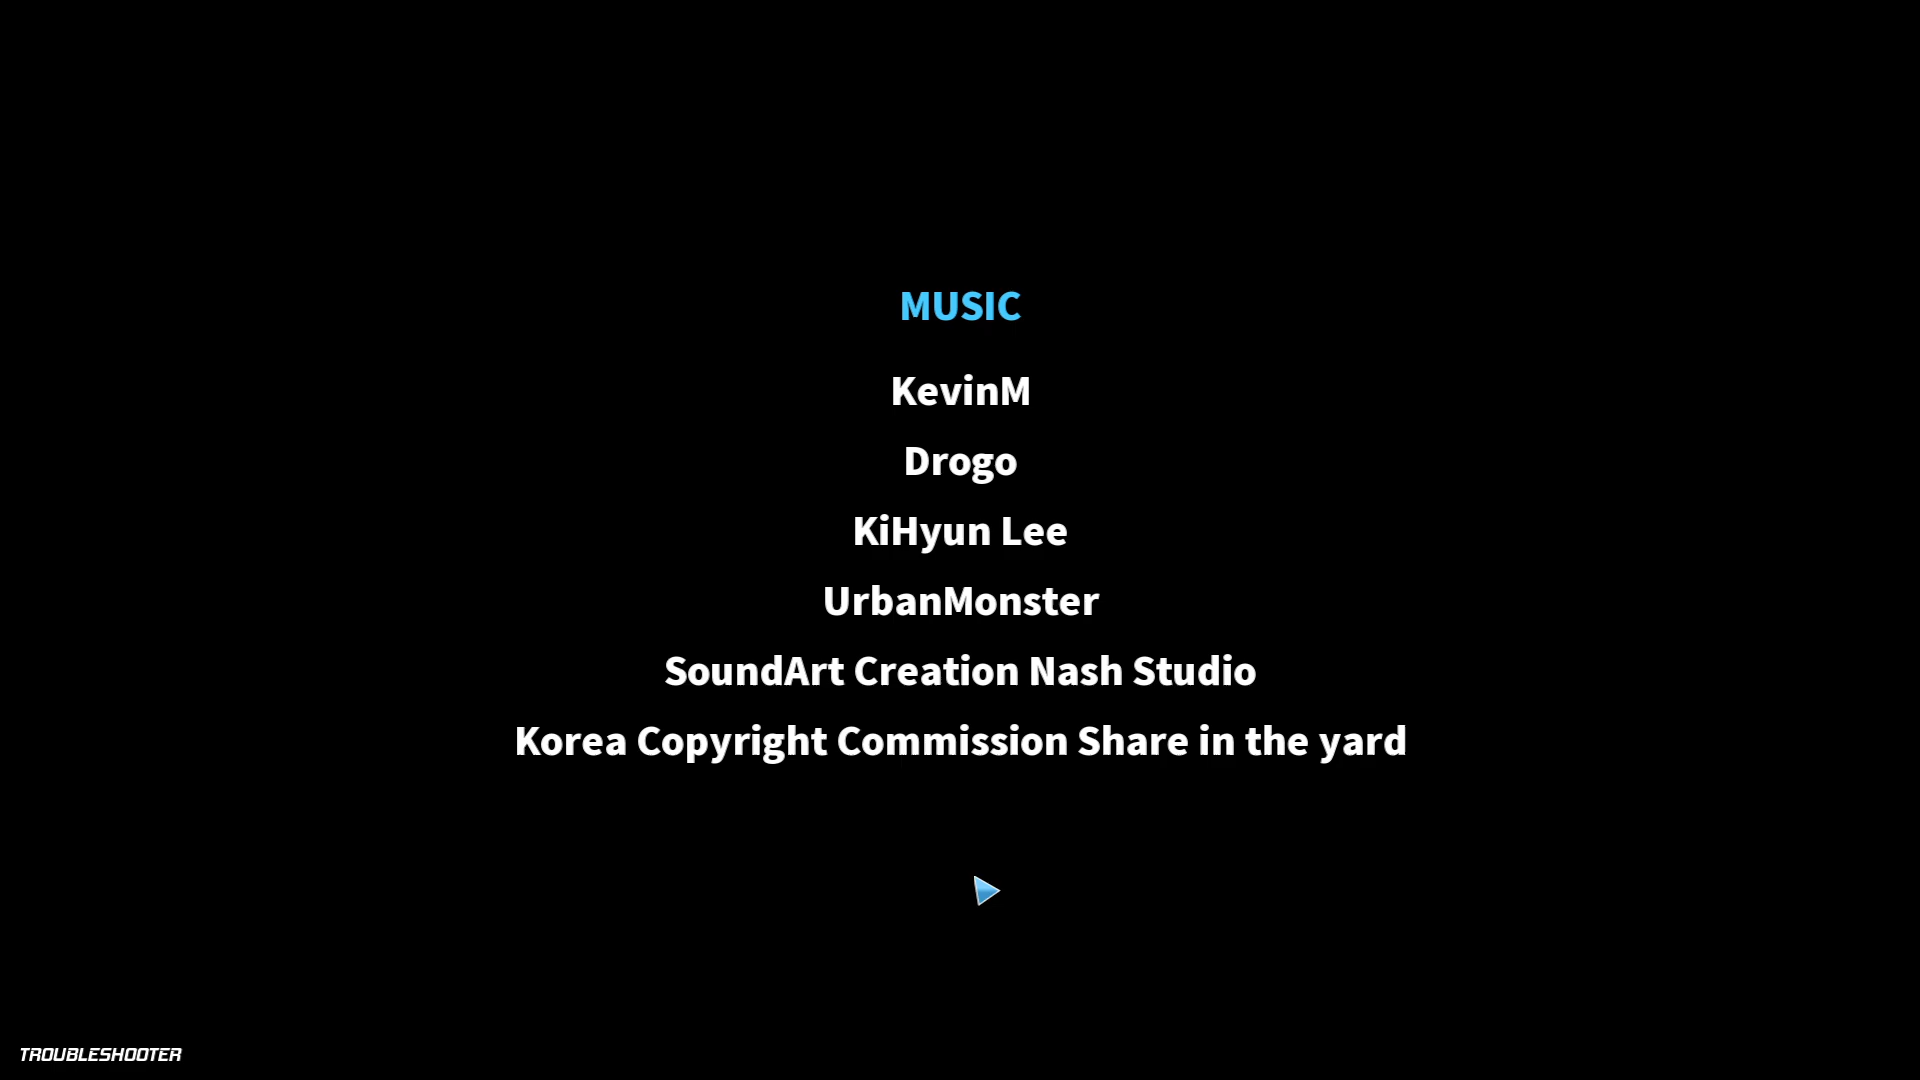 MUSIC
KevinM
Drogo
KiHyun Lee
UrbanMonster
SoundArt Creation Nash Studio
Korea Copyright Commission Share in the yard
TROUBLESHOOTER